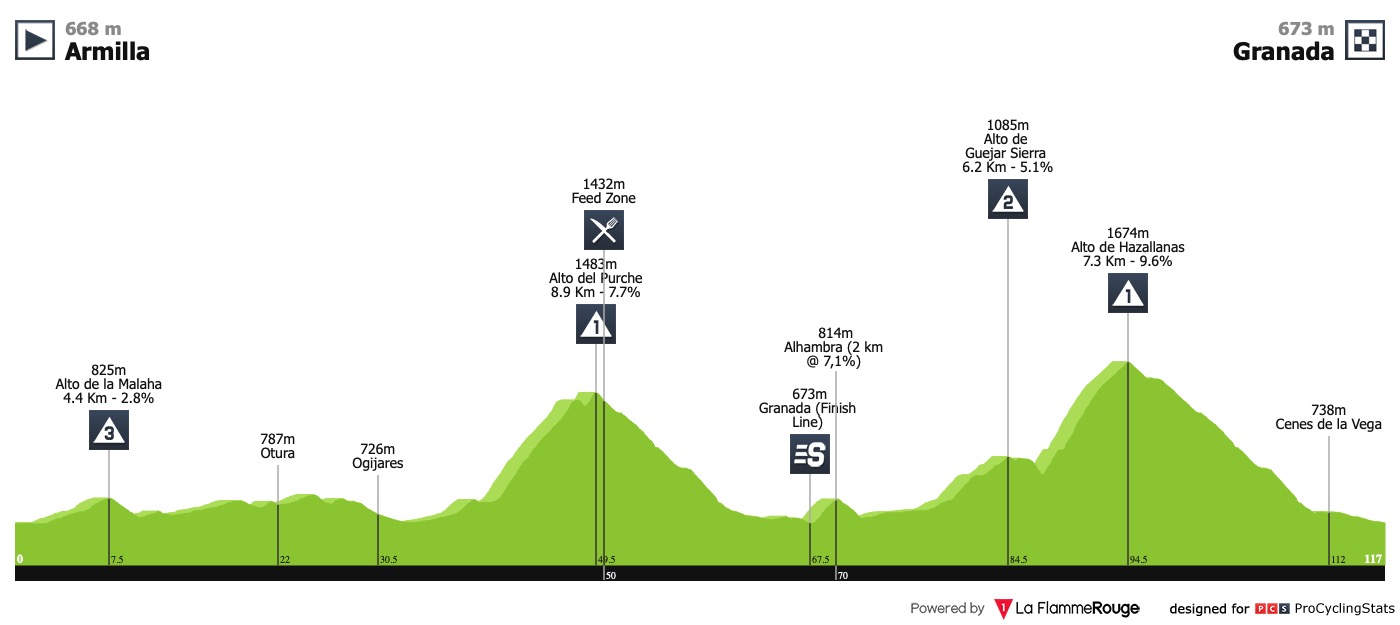 668 m
Armilla
673 m
Granada
1085m
Alto de
Guejar Sierra
6.2 Km - 5.1%
2
1432m
Feed Zone
1674m
Alto de Hazallanas
7.3 Km - 9.6%
1
1483m
Alto del Purche
8.9 Km - 7.7%
1
814m
Alhambra (2 km
@ 7,1%)
825m
Alto de la Malaha
4.4 Km - 2.8%
3
673m
Granada (Finish
Line)
S
738m
Cenes de la Vega
787m
Otura
726m
Ogijares
0
7.5
22
30.5
49.5
67.5
84.5
94.5
112
117
50
70
Powered by 1 La FlammeRouge designed for PCS ProCyclingStats